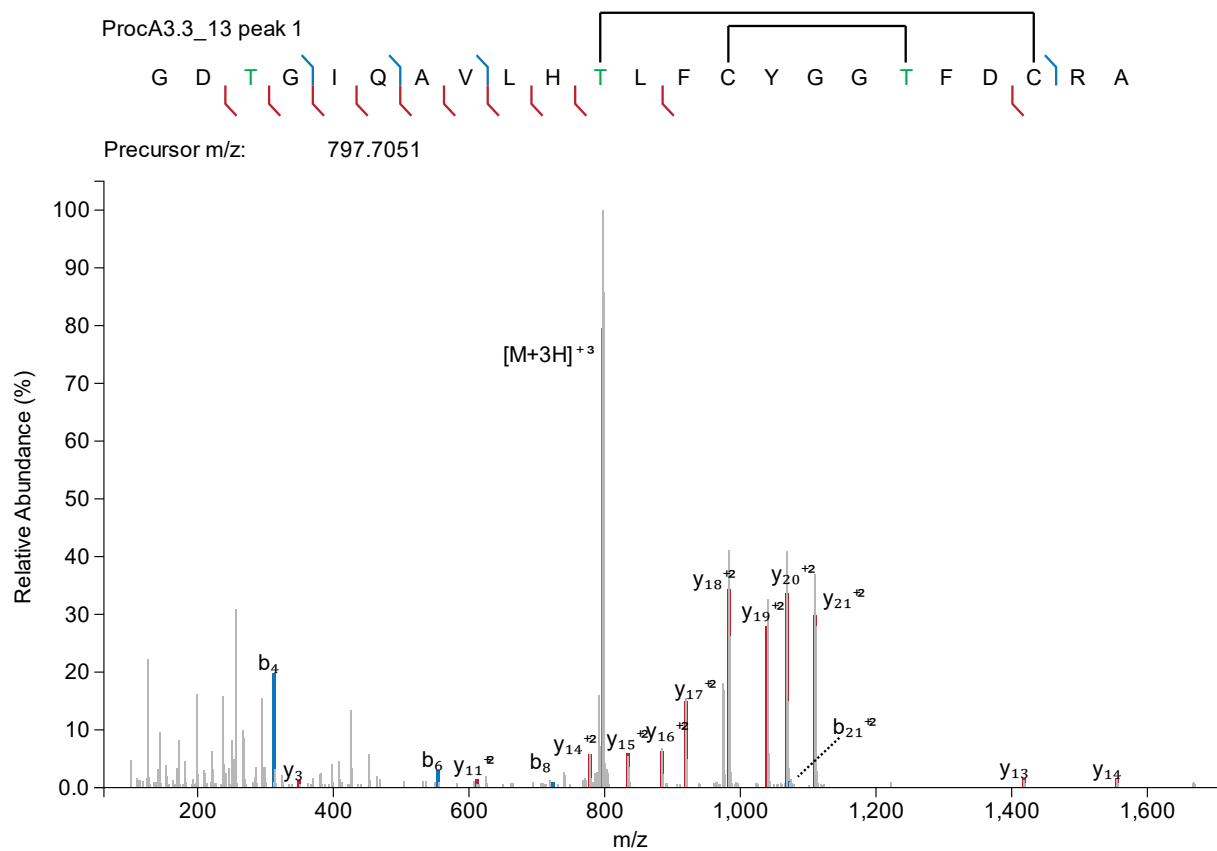 ProcA3.3_13 peak 1
G D T G I Q A V L H T L F C Y G G T F D C R A
Precursor m/z: 797.7051
100
90
80
70
60
50
40
30
20
10
0.0
Relative Abundance (%)
[M+3H]⁺³
b₄
y₃
b₆
y₁₁⁺²
b₈
y₁₄⁺²
y₁₅⁺²
y₁₆⁺²
y₁₇⁺²
y₁₈⁺²
y₁₉⁺²
y₂₀⁺²
y₂₁⁺²
b₂₁⁺²
y₁₃
y₁₄
200 400 600 800 1,000 1,200 1,400 1,600
m/z